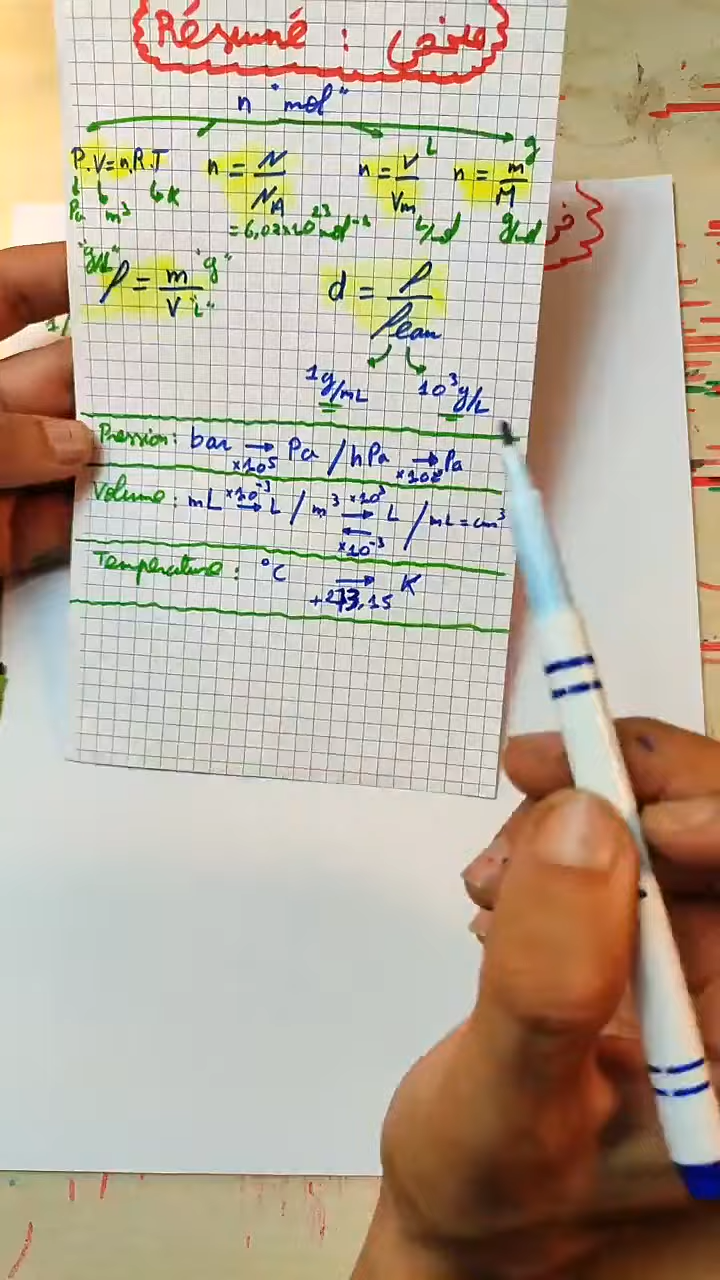 Résumé : ملخص
n "mol"
P.V=n.R.T n = N/NA n = V/Vm L n = m/M g
Pa m³ K = 6,02×10²³ mol⁻¹ L/mol g/mol
"g/L" ρ = m/V "g" "L" d = ρ/ρeau
1g/mL 10³g/L
Pression: bar → Pa / hPa → Pa
×10⁵ ×10²
Volume: mL ×10⁻³ → L / m³ ×10³ → L / mL = cm³
← ×10⁻³
Temperature: °C → K
+273,15